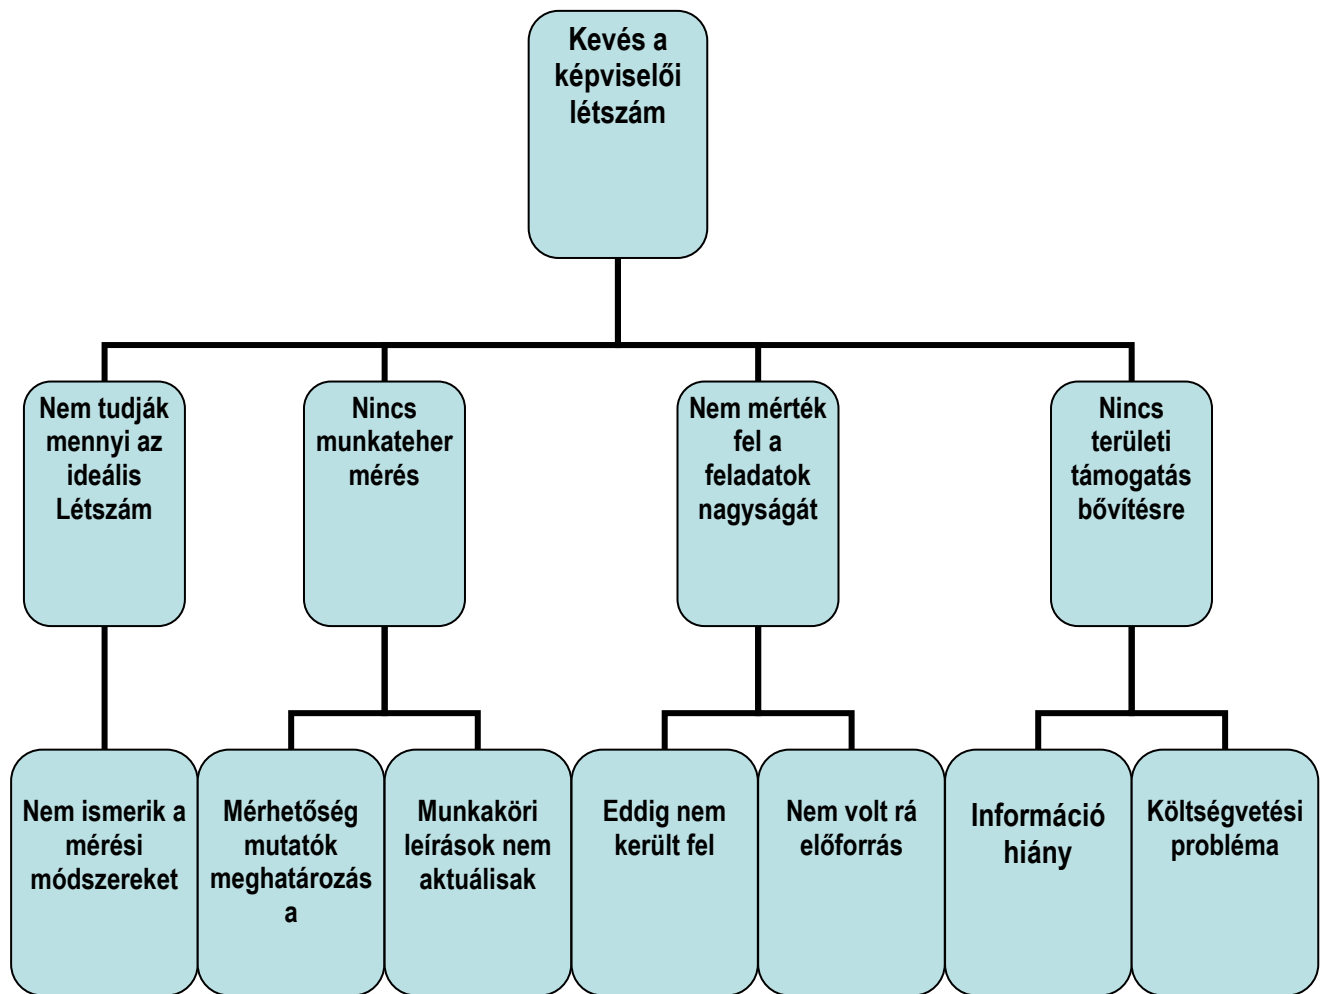 Kevés a
képviselői
létszám
Nem tudják
mennyi az
ideális
Létszám
Nincs
munkateher
mérés
Nem mérték
fel a
feladatok
nagyságát
Nincs
területi
támogatás
bővítésre
Nem ismerik a
mérési
módszereket
Mérhetőség
mutatók
meghatározás
a
Munkaköri
leírások nem
aktuálisak
Eddig nem
került fel
Nem volt rá
előforrás
Információ
hiány
Költségvetési
probléma